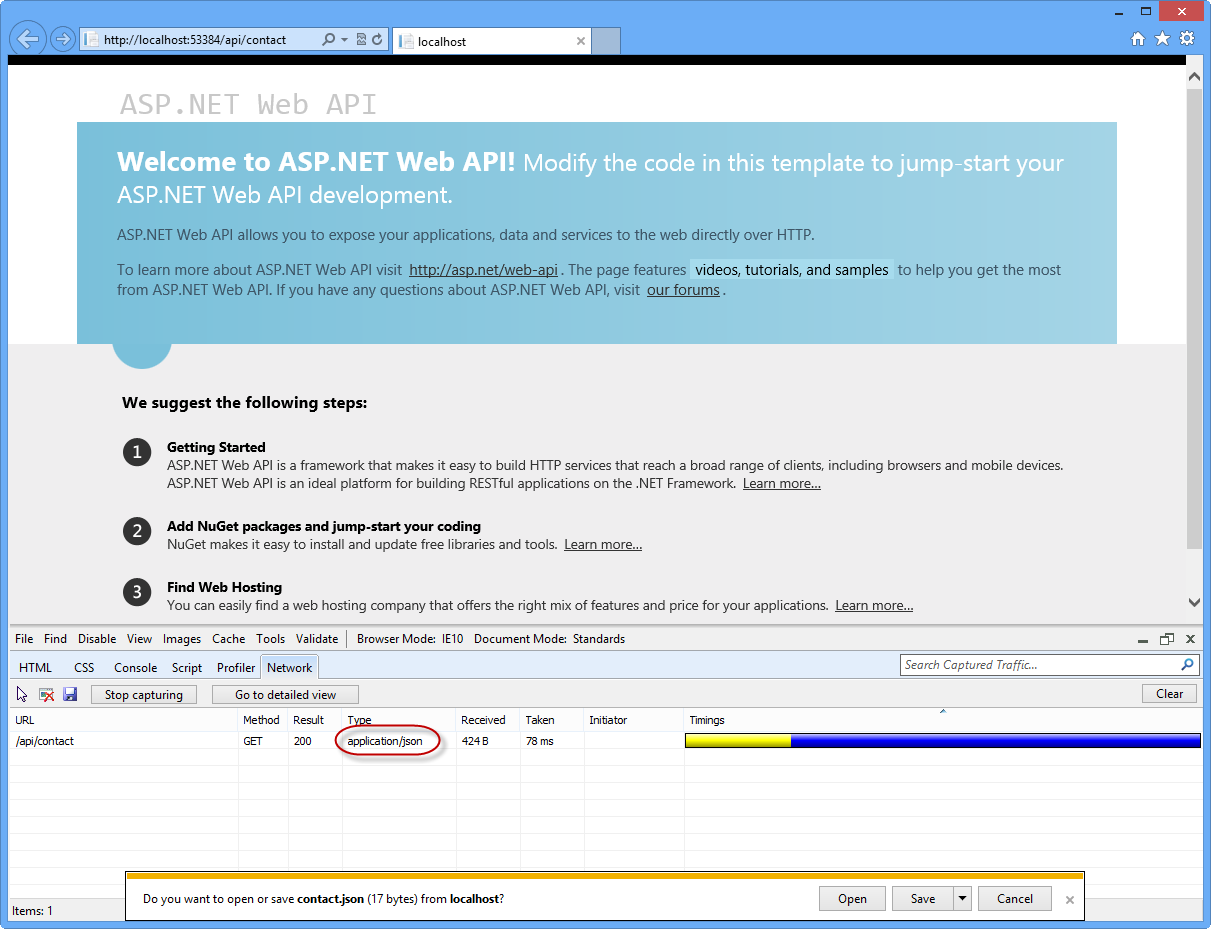 http://localhost:53384/api/contact
localhost
ASP.NET Web API
Welcome to ASP.NET Web API! Modify the code in this template to jump-start your
ASP.NET Web API development.
ASP.NET Web API allows you to expose your applications, data and services to the web directly over HTTP.
To learn more about ASP.NET Web API visit http://asp.net/web-api . The page features videos, tutorials, and samples to help you get the most
from ASP.NET Web API. If you have any questions about ASP.NET Web API, visit our forums .
We suggest the following steps:
1 Getting Started
ASP.NET Web API is a framework that makes it easy to build HTTP services that reach a broad range of clients, including browsers and mobile devices.
ASP.NET Web API is an ideal platform for building RESTful applications on the .NET Framework. Learn more...
2 Add NuGet packages and jump-start your coding
NuGet makes it easy to install and update free libraries and tools. Learn more...
3 Find Web Hosting
You can easily find a web hosting company that offers the right mix of features and price for your applications. Learn more...
File Find Disable View Images Cache Tools Validate Browser Mode: IE10 Document Mode: Standards
HTML CSS Console Script Profiler Network Search Captured Traffic...
Stop capturing Go to detailed view Clear
URL Method Result Type Received Taken Initiator Timings
/api/contact GET 200 application/json 424 B 78 ms
Do you want to open or save contact.json (17 bytes) from localhost? Open Save Cancel
Items: 1